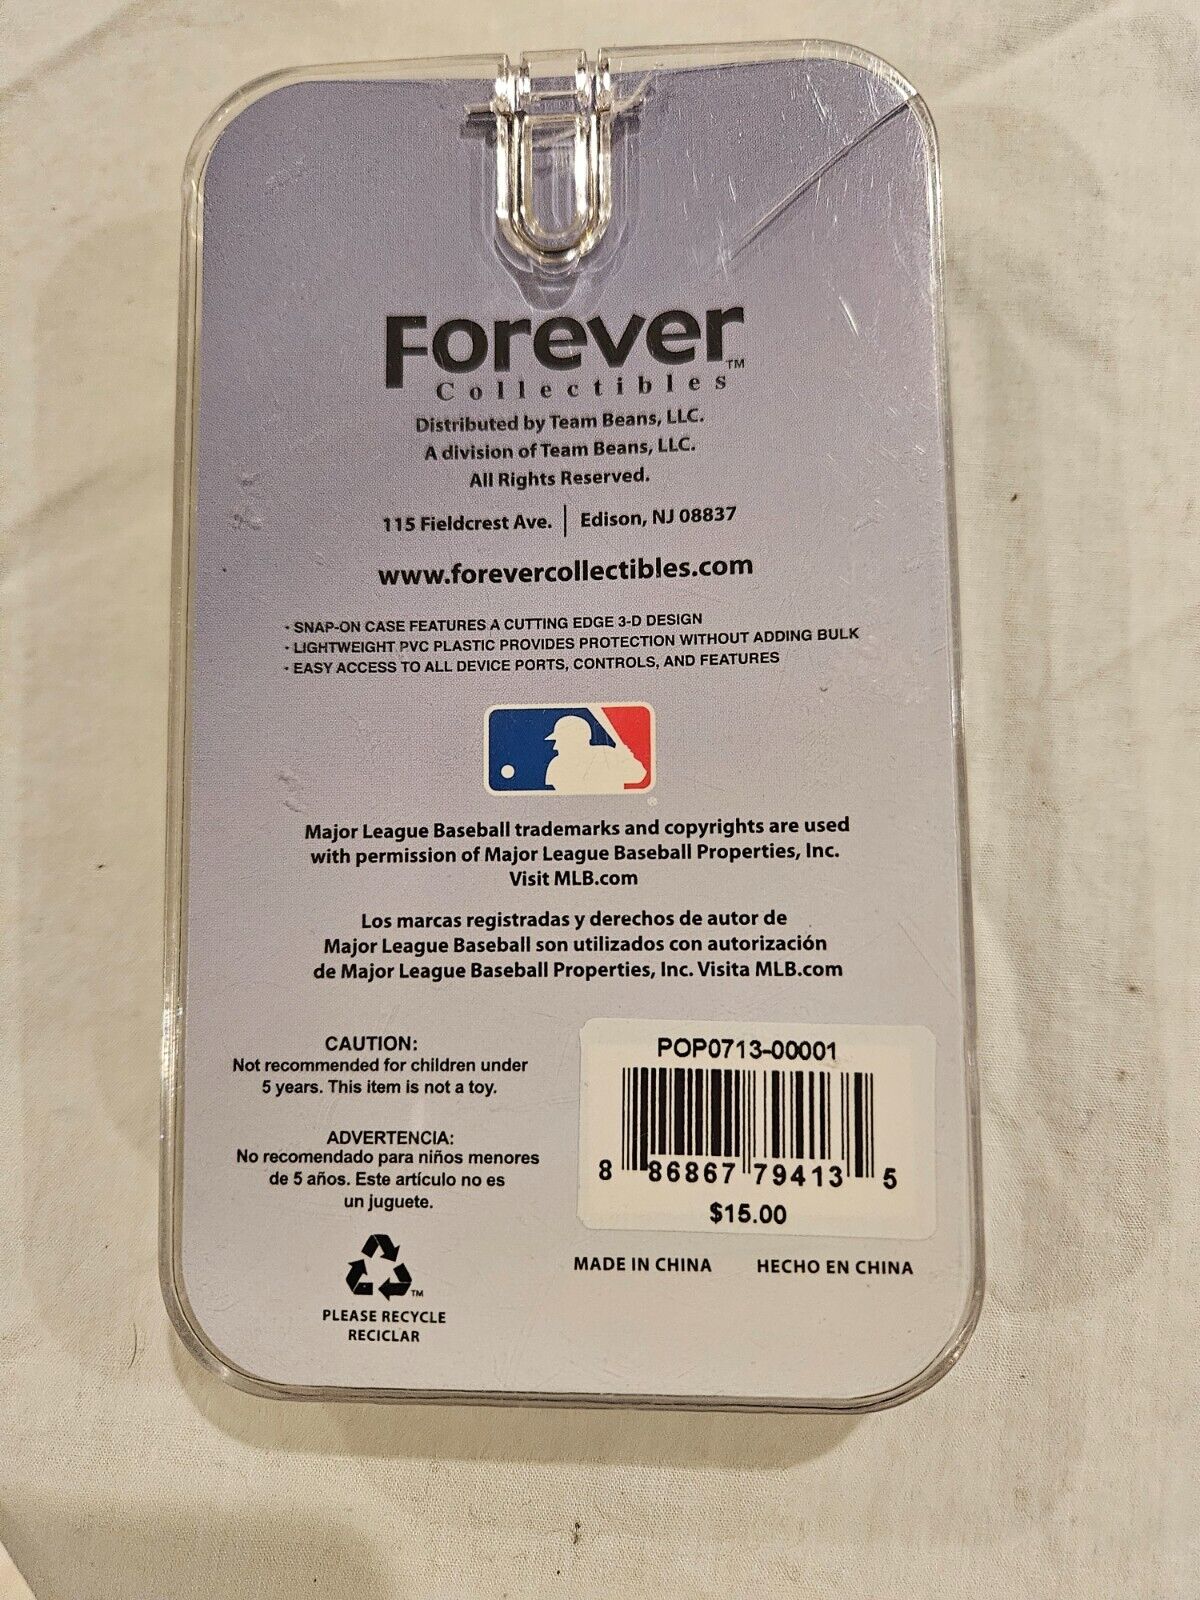 Forever™
Collectibles
Distributed by Team Beans, LLC.
A division of Team Beans, LLC.
All Rights Reserved.
115 Fieldcrest Ave. | Edison, NJ 08837
www.forevercollectibles.com
• SNAP-ON CASE FEATURES A CUTTING EDGE 3-D DESIGN
• LIGHTWEIGHT PVC PLASTIC PROVIDES PROTECTION WITHOUT ADDING BULK
• EASY ACCESS TO ALL DEVICE PORTS, CONTROLS, AND FEATURES
®
Major League Baseball trademarks and copyrights are used
with permission of Major League Baseball Properties, Inc.
Visit MLB.com
Los marcas registradas y derechos de autor de
Major League Baseball son utilizados con autorización
de Major League Baseball Properties, Inc. Visita MLB.com
CAUTION:
Not recommended for children under
5 years. This item is not a toy.
ADVERTENCIA:
No recomendado para niños menores
de 5 años. Este artículo no es
un juguete.
™
PLEASE RECYCLE
RECICLAR
POP0713-00001
8 86867 79413 5
$15.00
MADE IN CHINA HECHO EN CHINA